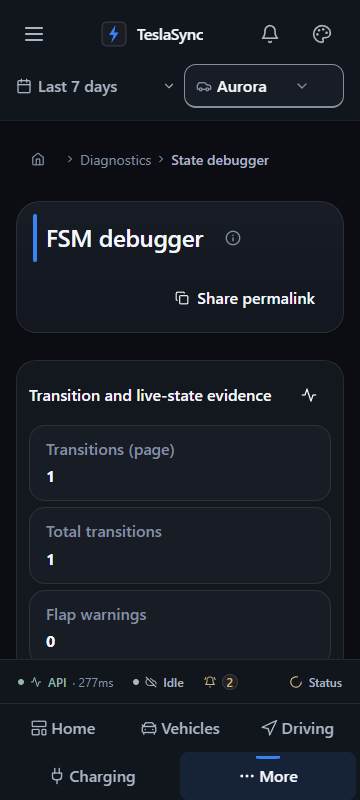 TeslaSync
Last 7 days
Aurora
Diagnostics
State debugger
FSM debugger
Share permalink
Transition and live-state evidence
Transitions (page)
1
Total transitions
1
Flap warnings
0
API · 277ms
Idle
2
Status
Home
Vehicles
Driving
Charging
More